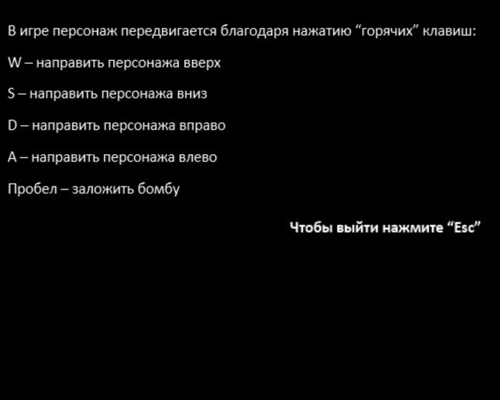 В игре персонаж передвигается благодаря нажатию “горячих” клавиш:
W – направить персонажа вверх
S – направить персонажа вниз
D – направить персонажа вправо
A – направить персонажа влево
Пробел – заложить бомбу
Чтобы выйти нажмите “Esc”